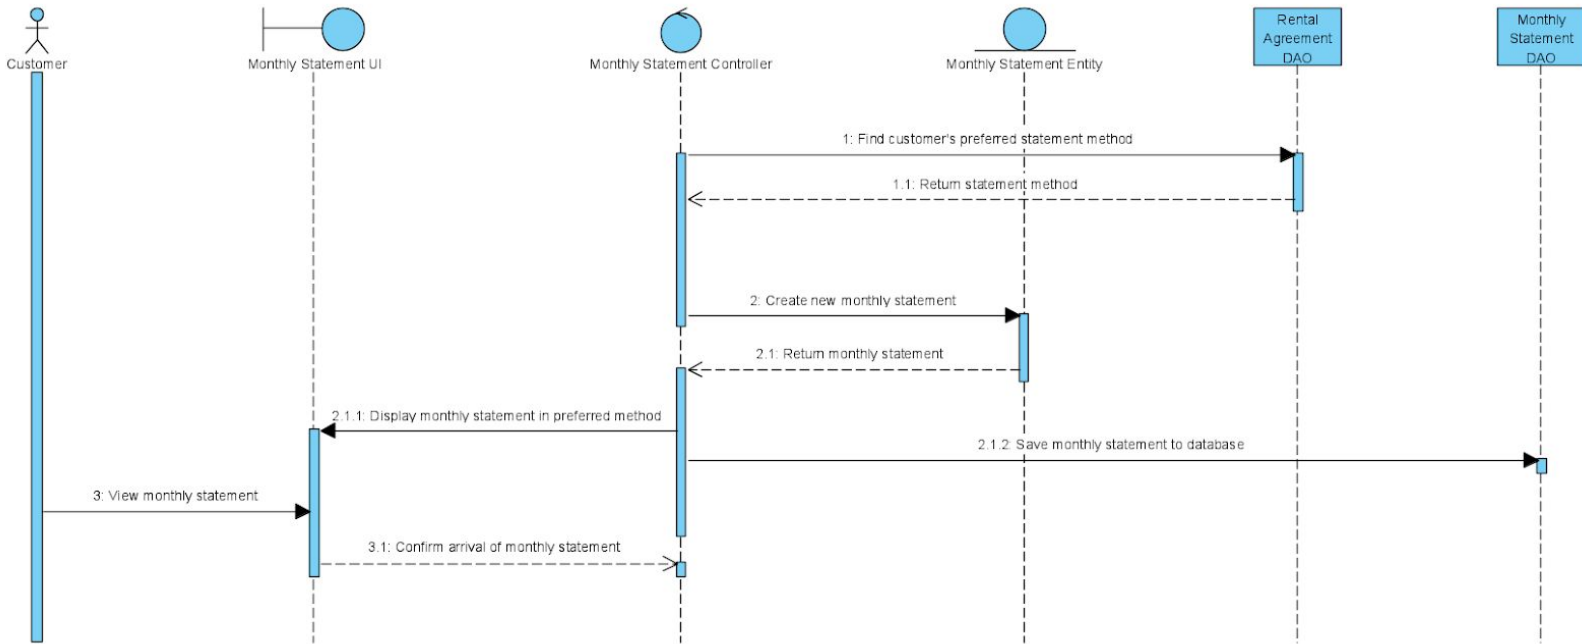 Customer
Monthly Statement UI
Monthly Statement Controller
Monthly Statement Entity
Rental
Agreement
DAO
Monthly
Statement
DAO
1: Find customer's preferred statement method
1.1: Return statement method
2: Create new monthly statement
2.1: Return monthly statement
2.1.1: Display monthly statement in preferred method
2.1.2: Save monthly statement to database
3: View monthly statement
3.1: Confirm arrival of monthly statement